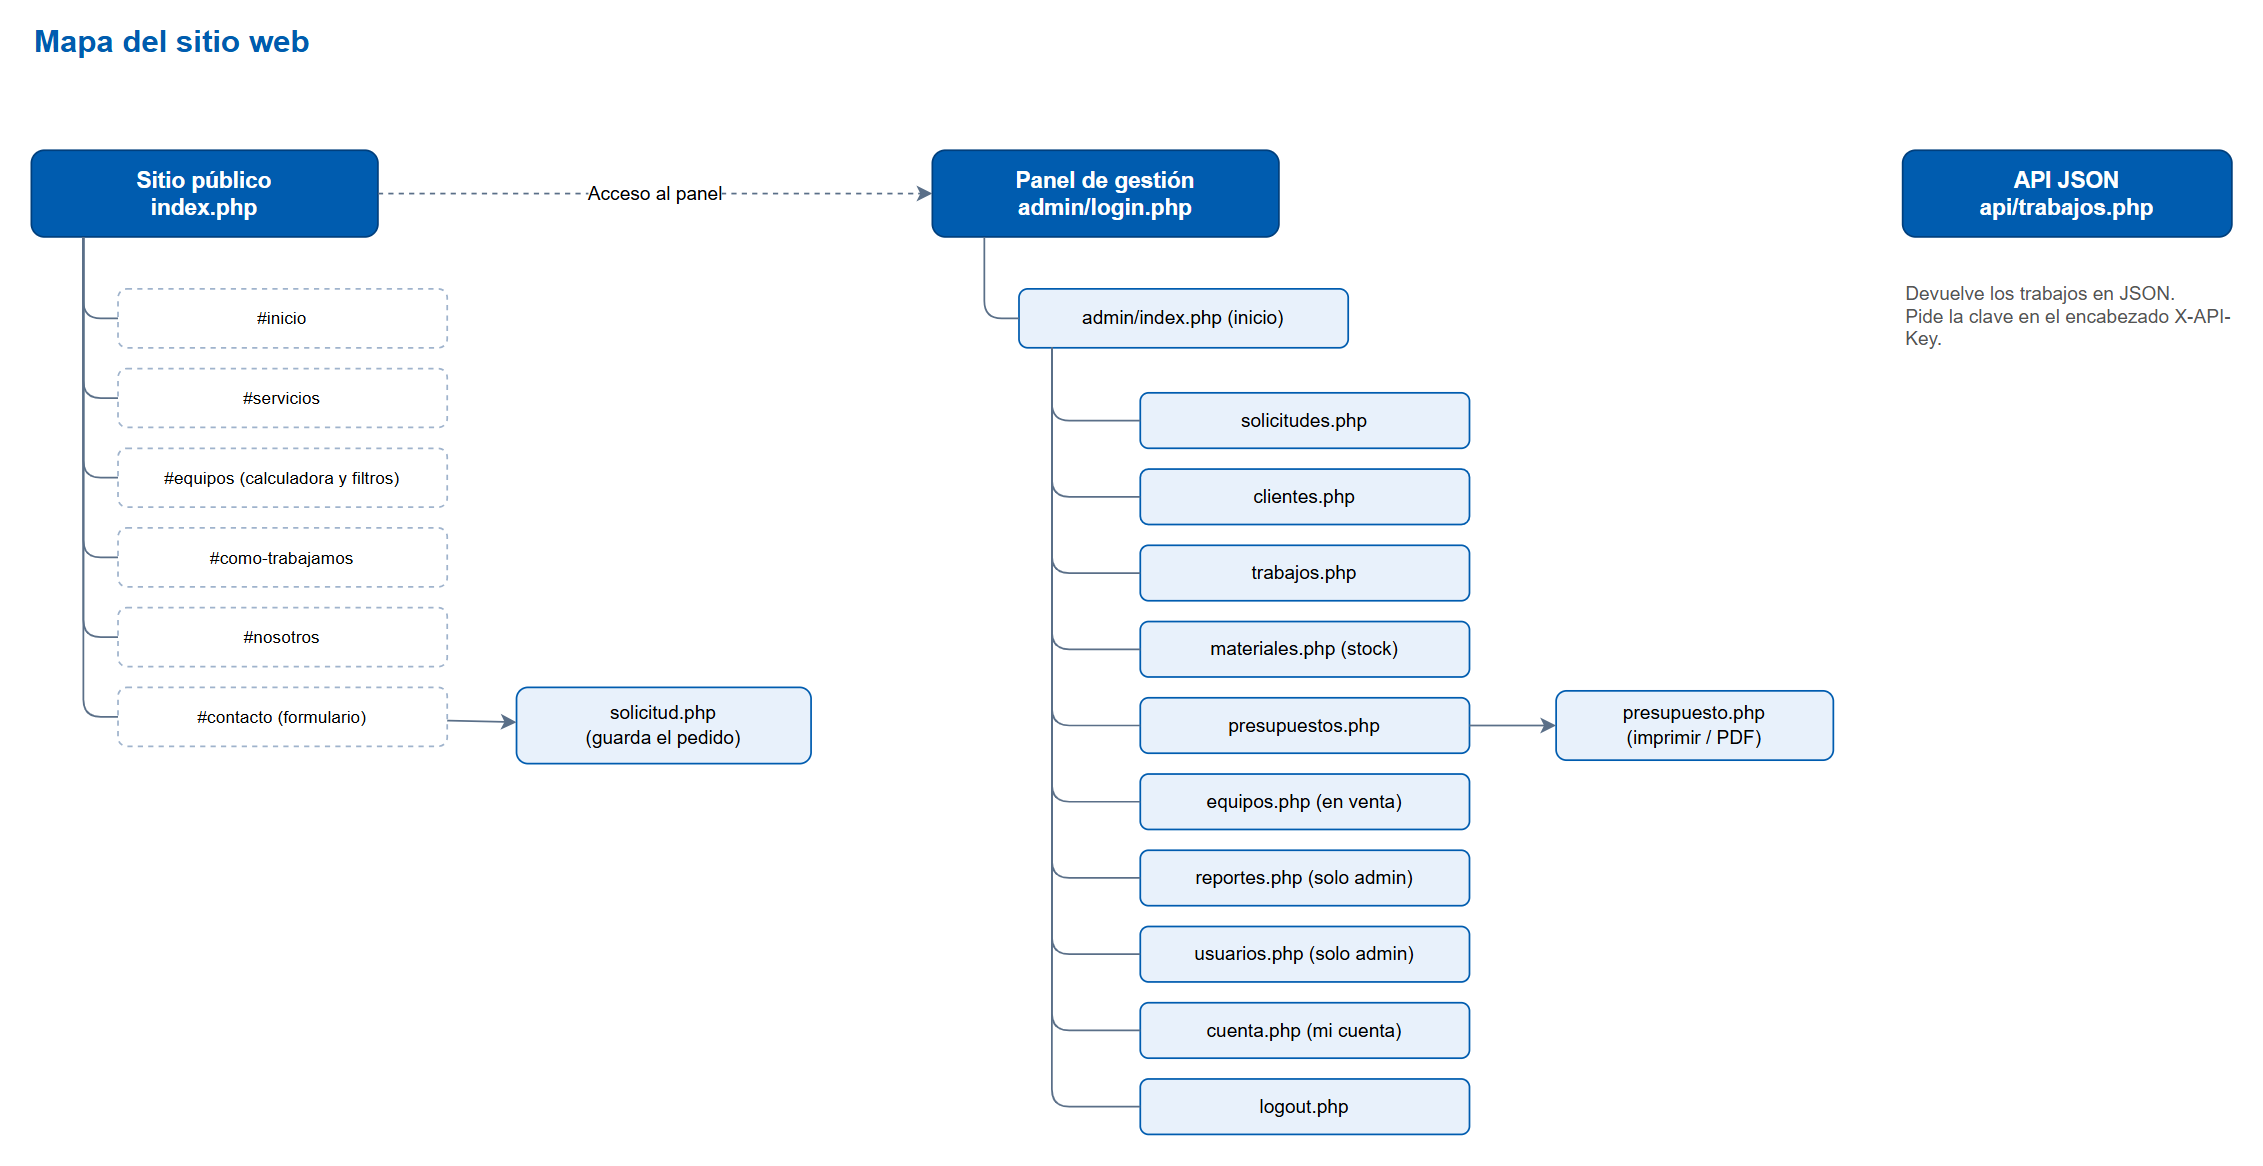 Mapa del sitio web
Sitio público
index.php
Acceso al panel
Panel de gestión
admin/login.php
API JSON
api/trabajos.php
#inicio
#servicios
#equipos (calculadora y filtros)
#como-trabajamos
#nosotros
#contacto (formulario)
solicitud.php
(guarda el pedido)
admin/index.php (inicio)
solicitudes.php
clientes.php
trabajos.php
materiales.php (stock)
presupuestos.php
presupuesto.php
(imprimir / PDF)
equipos.php (en venta)
reportes.php (solo admin)
usuarios.php (solo admin)
cuenta.php (mi cuenta)
logout.php
Devuelve los trabajos en JSON.
Pide la clave en el encabezado X-API-
Key.